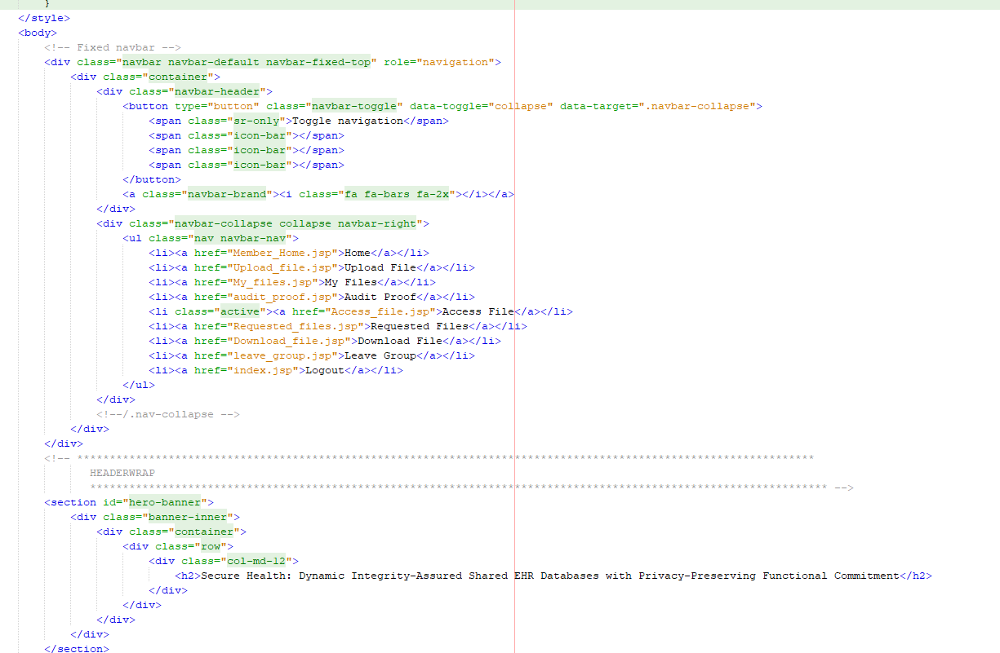 }
</style>
<body>
<!-- Fixed navbar -->
<div class="navbar navbar-default navbar-fixed-top" role="navigation">
<div class="container">
<div class="navbar-header">
<button type="button" class="navbar-toggle" data-toggle="collapse" data-target=".navbar-collapse">
<span class="sr-only">Toggle navigation</span>
<span class="icon-bar"></span>
<span class="icon-bar"></span>
<span class="icon-bar"></span>
</button>
<a class="navbar-brand"><i class="fa fa-bars fa-2x"></i></a>
</div>
<div class="navbar-collapse collapse navbar-right">
<ul class="nav navbar-nav">
<li><a href="Member_Home.jsp">Home</a></li>
<li><a href="Upload_file.jsp">Upload File</a></li>
<li><a href="My_files.jsp">My Files</a></li>
<li><a href="audit_proof.jsp">Audit Proof</a></li>
<li class="active"><a href="Access_file.jsp">Access File</a></li>
<li><a href="Requested_files.jsp">Requested Files</a></li>
<li><a href="Download_file.jsp">Download File</a></li>
<li><a href="leave_group.jsp">Leave Group</a></li>
<li><a href="index.jsp">Logout</a></li>
</ul>
</div>
<!--/.nav-collapse -->
</div>
</div>
<!-- *****************************************************************************************************************
HEADERWRAP
***************************************************************************************************************** -->
<section id="hero-banner">
<div class="banner-inner">
<div class="container">
<div class="row">
<div class="col-md-12">
<h2>Secure Health: Dynamic Integrity-Assured Shared EHR Databases with Privacy-Preserving Functional Commitment</h2>
</div>
</div>
</div>
</div>
</section>